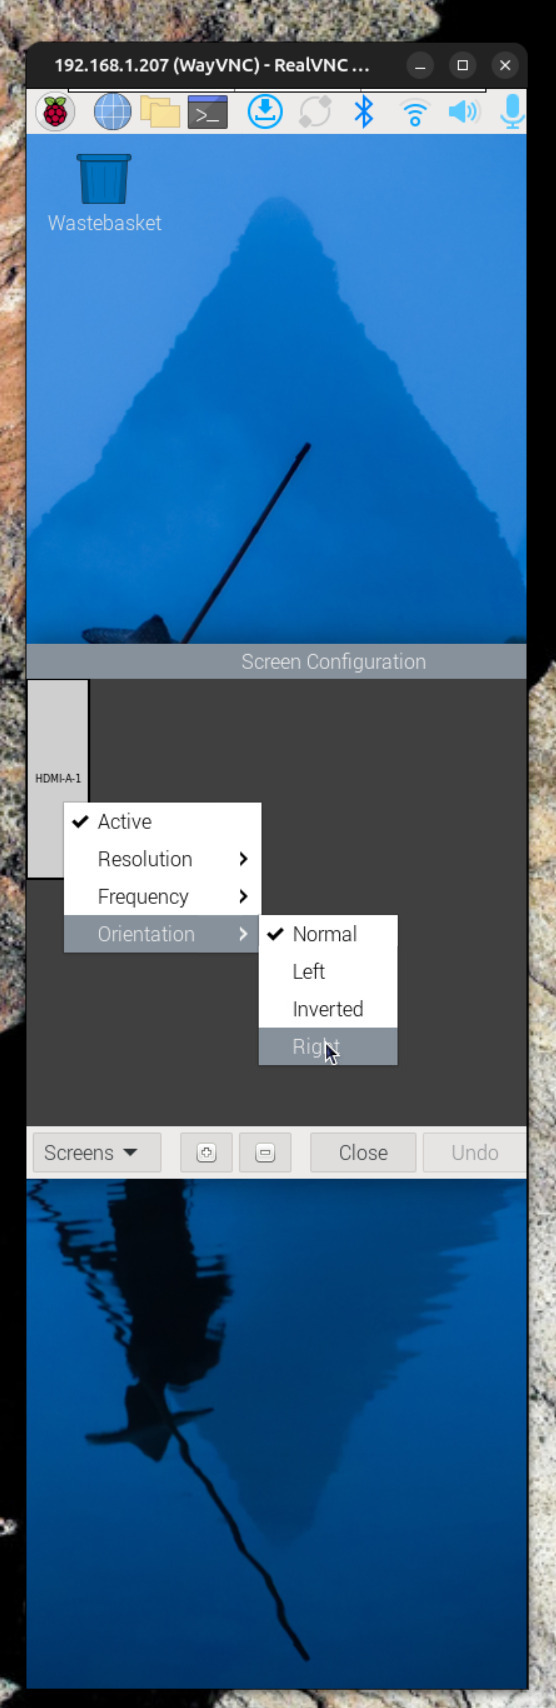 192.168.1.207 (WayVNC) - RealVNC ...
Wastebasket
Screen Configuration
HDMI-A-1
Active
Resolution
Frequency
Orientation
Normal
Left
Inverted
Right
Screens
Close
Undo